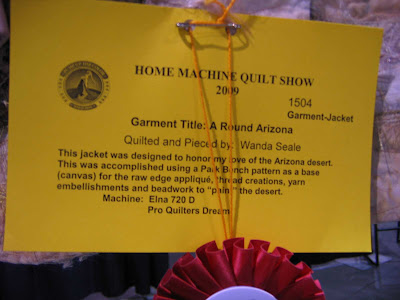 HOME MACHINE QUILT SHOW
2009
1504
Garment-Jacket
Garment Title: A Round Arizona
Quilted and Pieced by: Wanda Seale
This jacket was designed to honor my love of the Arizona desert.
This was accomplished using a Park Bench pattern as a base
(canvas) for the raw edge appliqué, thread creations, yarn
embellishments and beadwork to "paint" the desert.
Machine: Elna 720 D
Pro Quilters Dream